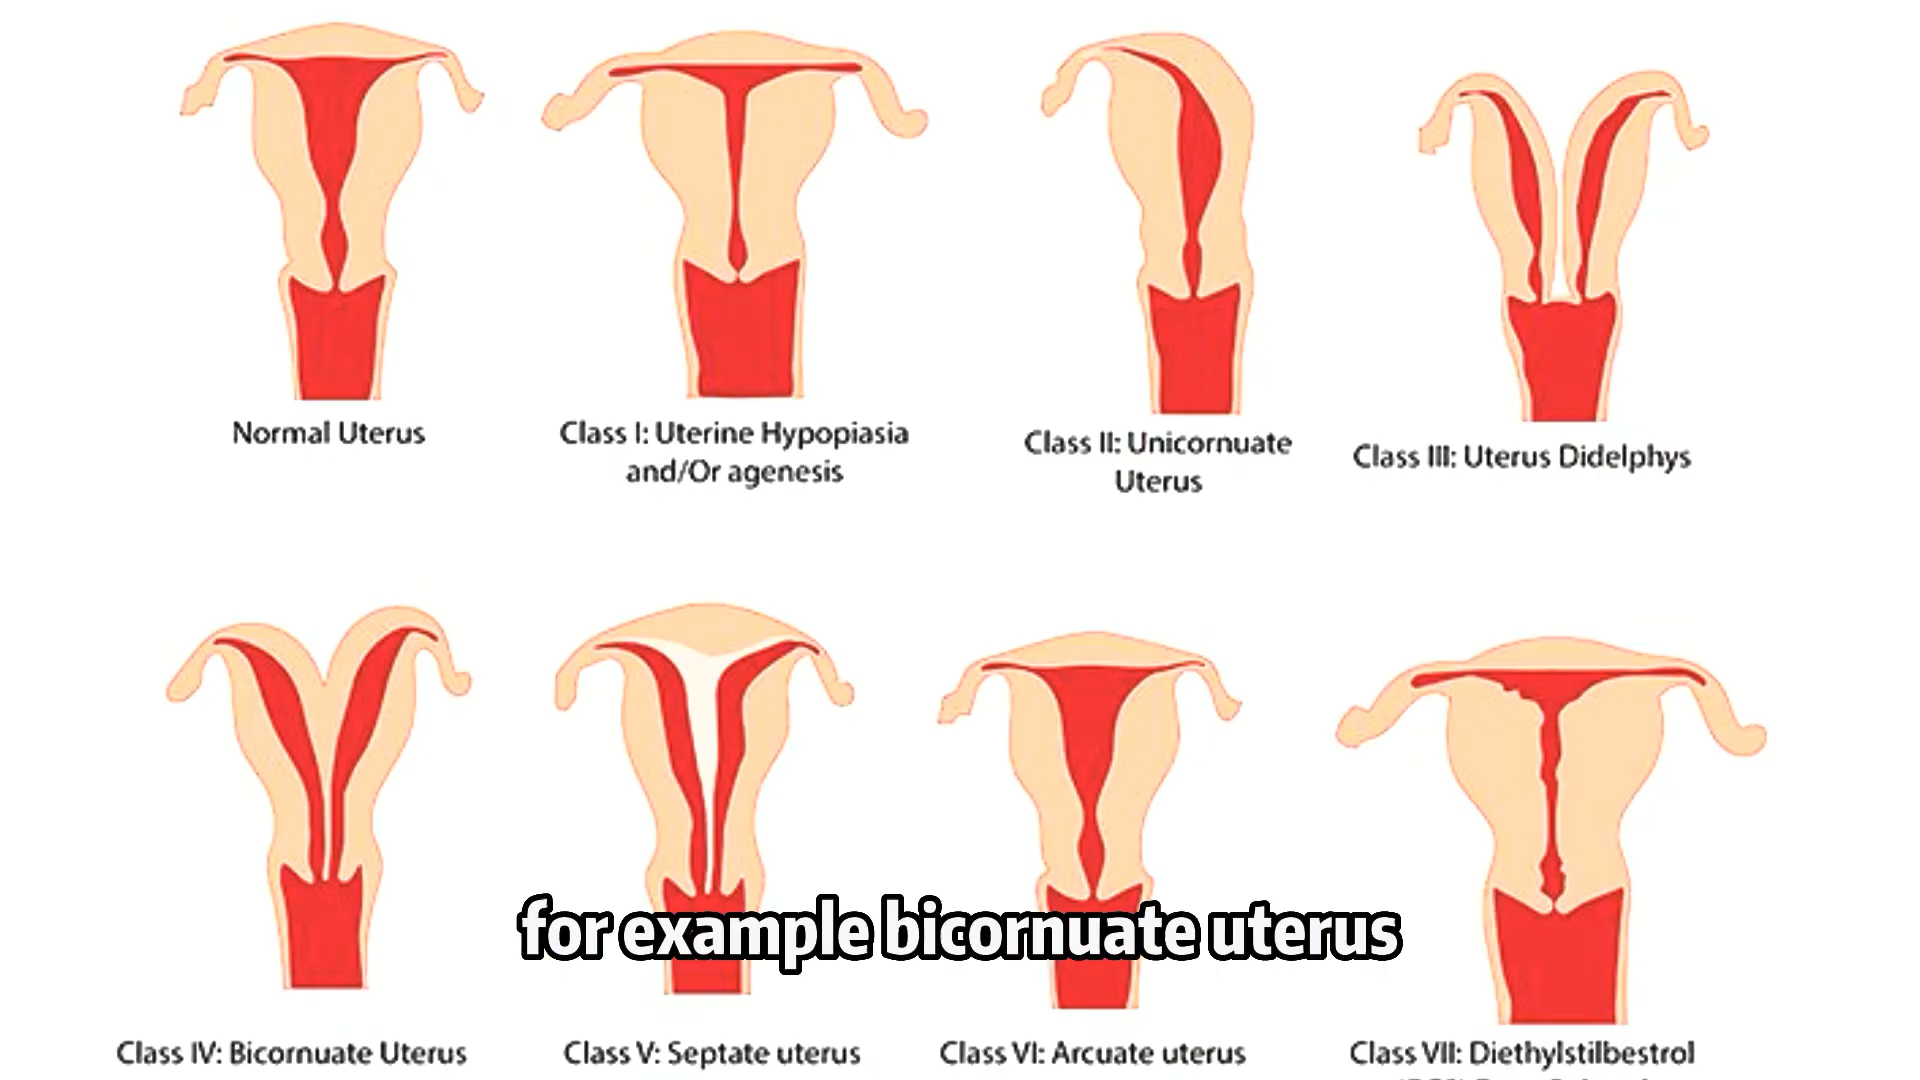 Normal Uterus
Class I: Uterine Hypopiasia
and/Or agenesis
Class II: Unicornuate
Uterus
Class III: Uterus Didelphys
for example bicornuate uterus
Class IV: Bicornuate Uterus
Class V: Septate uterus
Class VI: Arcuate uterus
Class VII: Diethylstilbestrol